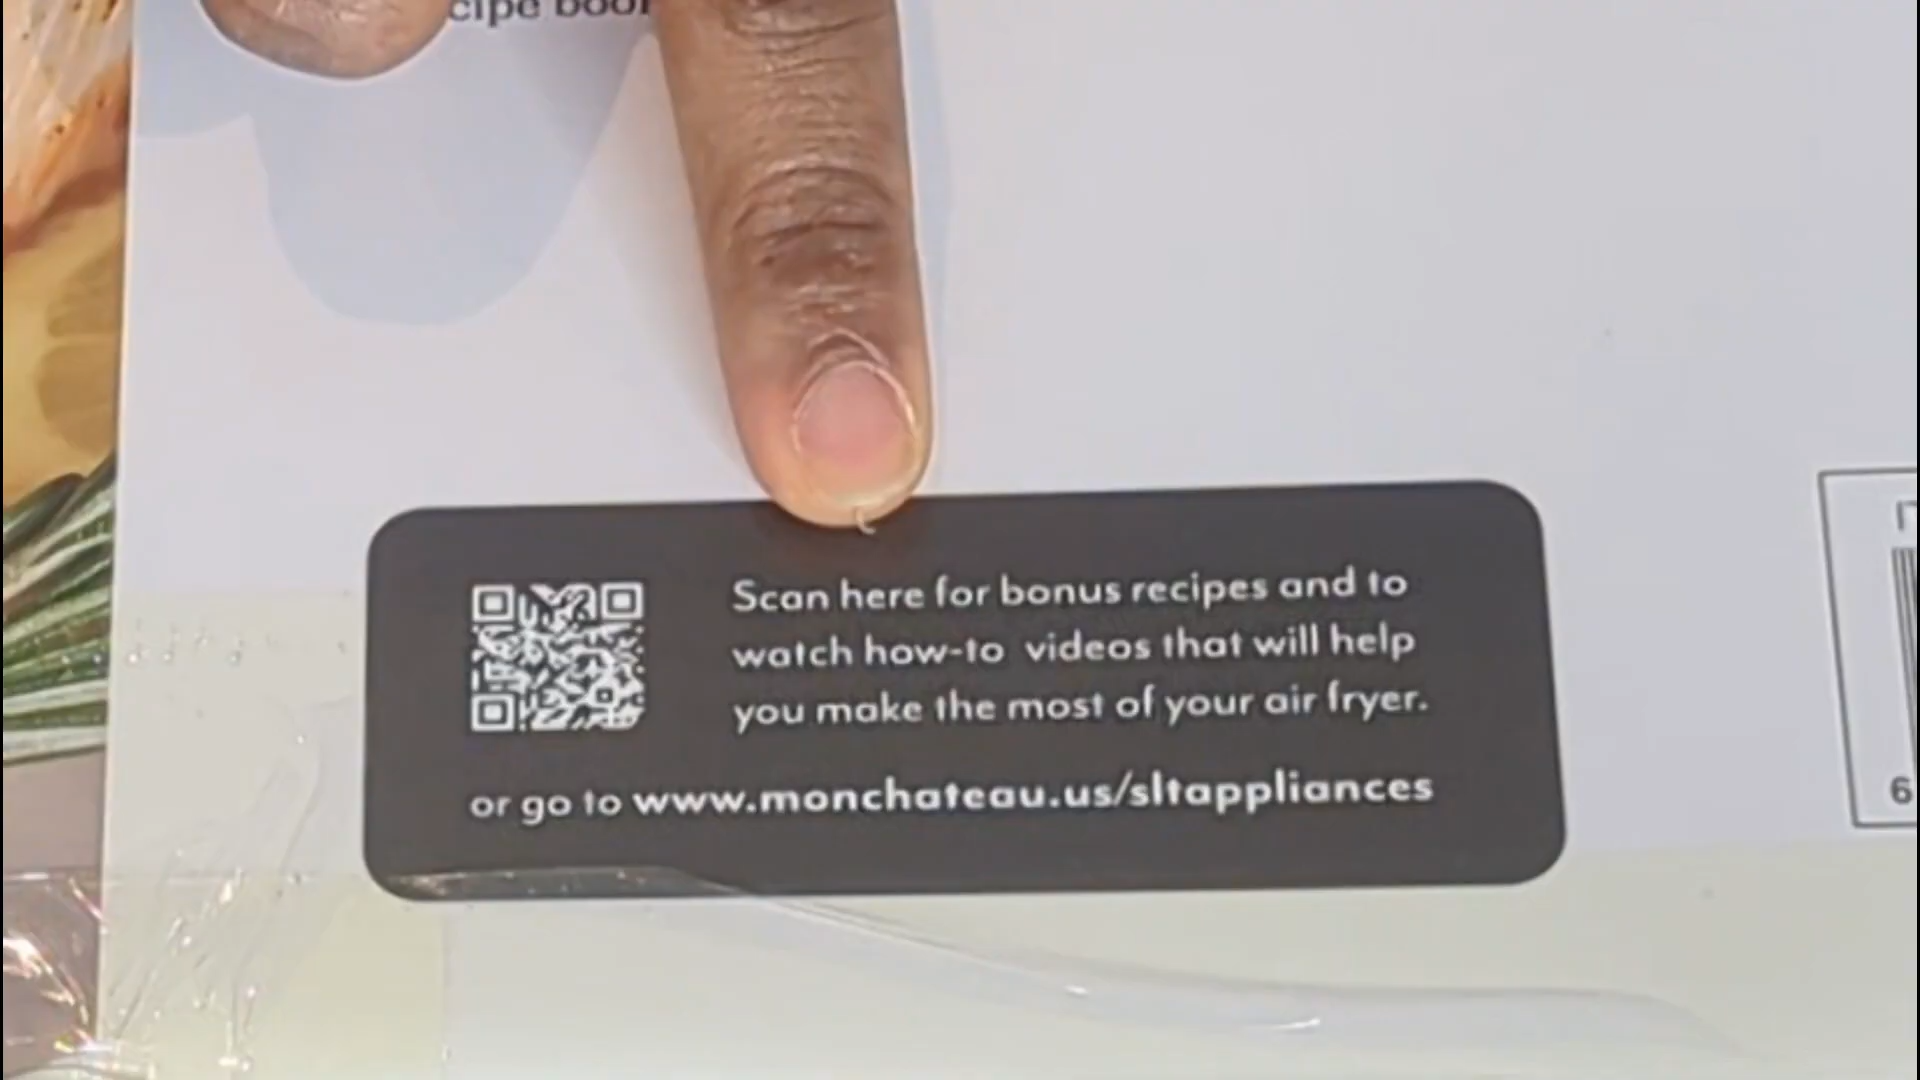 Scan here for bonus recipes and to
watch how-to videos that will help
you make the most of your air fryer.
or go to www.monchateau.us/sltappliances
6